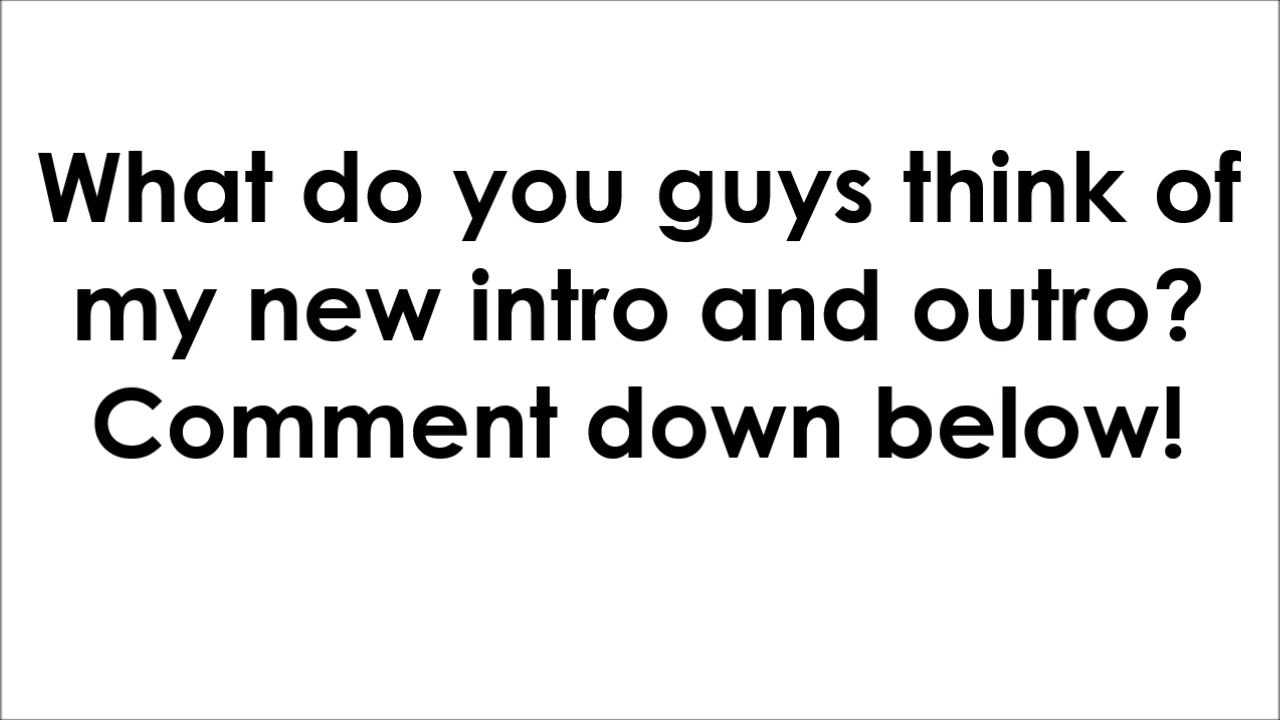 What do you guys think of
my new intro and outro?
Comment down below!